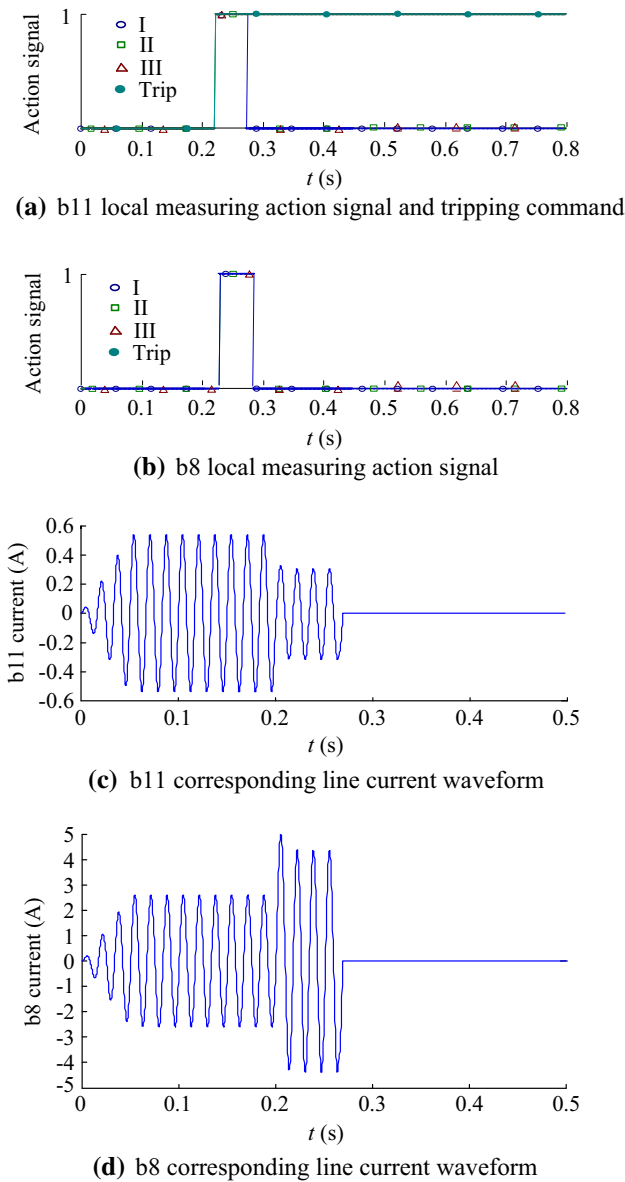 Action signal
1
I
II
III
Trip
0 0.1 0.2 0.3 0.4 0.5 0.6 0.7 0.8
t (s)
(a) b11 local measuring action signal and tripping command
Action signal
1
I
II
III
Trip
0 0.1 0.2 0.3 0.4 0.5 0.6 0.7 0.8
t (s)
(b) b8 local measuring action signal
b11 current (A)
0.6
0.4
0.2
0
-0.2
-0.4
-0.6
0 0.1 0.2 0.3 0.4 0.5
t (s)
(c) b11 corresponding line current waveform
b8 current (A)
5
4
3
2
1
0
-1
-2
-3
-4
-5
0 0.1 0.2 0.3 0.4 0.5
t (s)
(d) b8 corresponding line current waveform